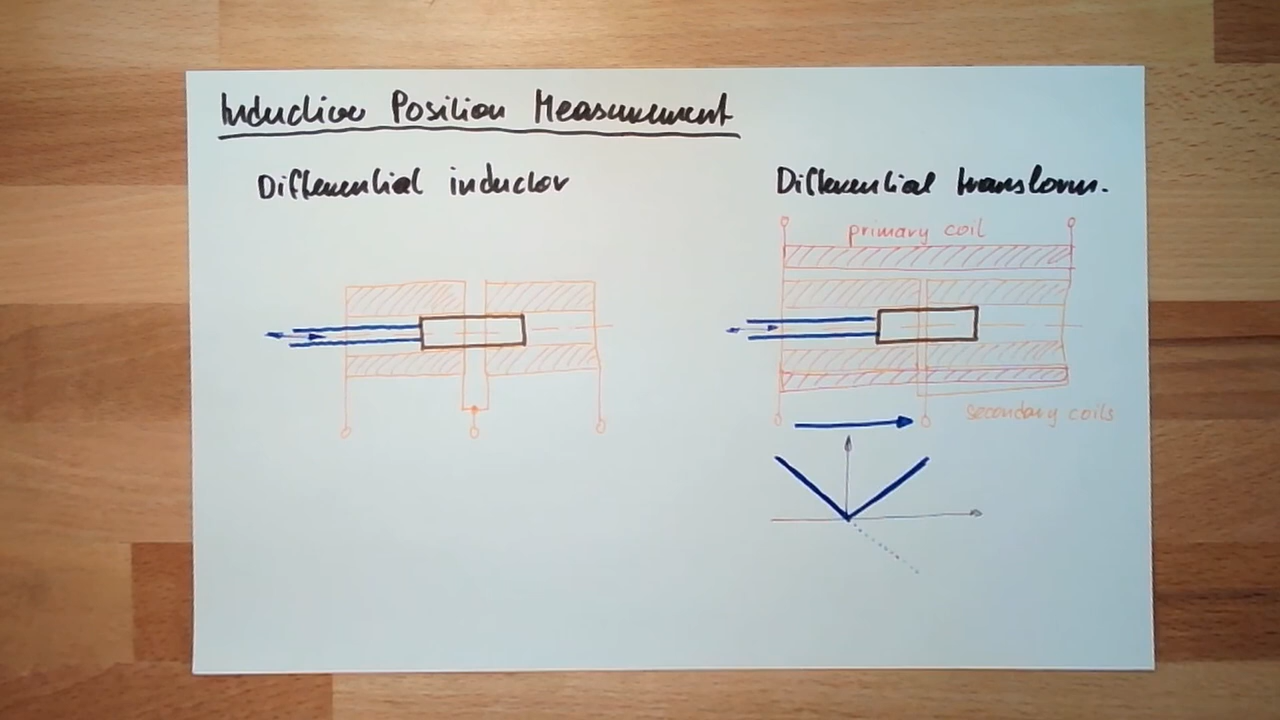 Inductive Position Measurement
Differential inductor
Differential transform.
primary coil
secondary coils